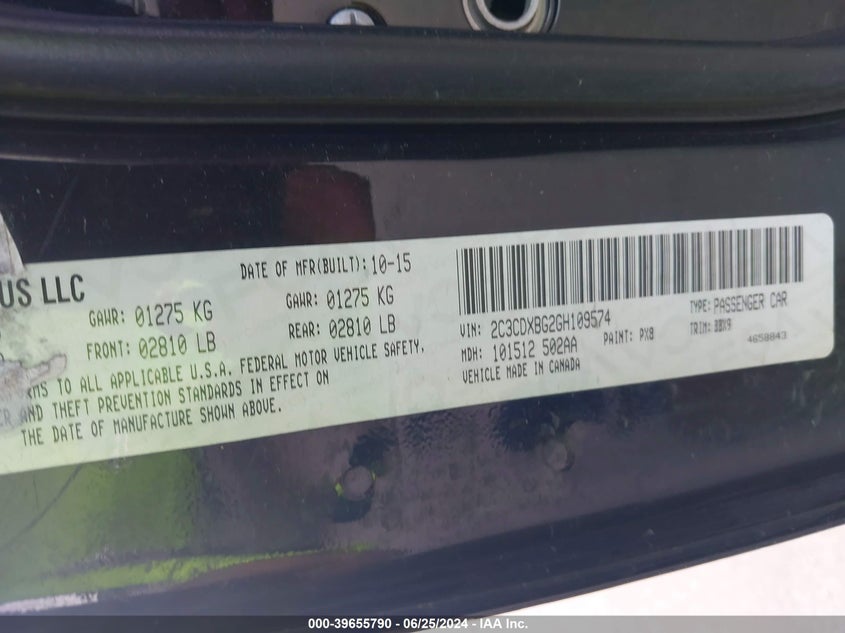 US LLC
DATE OF MFR(BUILT): 10-15
GAWR: 01275 KG
GAWR: 01275 KG
FRONT: 02810 LB
REAR: 02810 LB
TO ALL APPLICABLE U.S.A. FEDERAL MOTOR VEHICLE SAFETY,
AND THEFT PREVENTION STANDARDS IN EFFECT ON
THE DATE OF MANUFACTURE SHOWN ABOVE.
VIN: 2C3CDXBG2GH109574
TYPE: PASSENGER CAR
MDH: 101512 502AA
PAINT: PX8
TRIM: BBX9
VEHICLE MADE IN CANADA
4658843
000-39655790 - 06/25/2024 - IAA Inc.